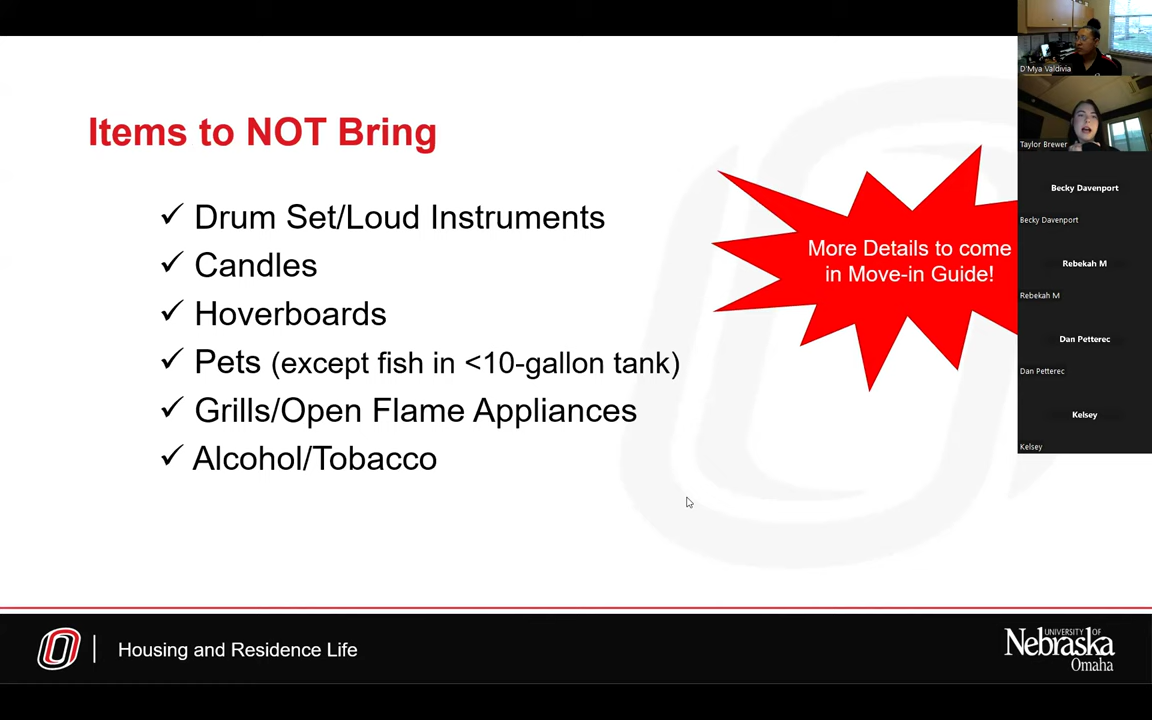 Items to NOT Bring
✓ Drum Set/Loud Instruments
✓ Candles
✓ Hoverboards
✓ Pets (except fish in <10-gallon tank)
✓ Grills/Open Flame Appliances
✓ Alcohol/Tobacco
More Details to come
in Move-in Guide!
D'Mya Valdivia
Taylor Brewer
Becky Davenport
Becky Davenport
Rebekah M
Rebekah M
Dan Petterec
Dan Petterec
Kelsey
Kelsey
Housing and Residence Life
UNIVERSITY OF
Nebraska
Omaha